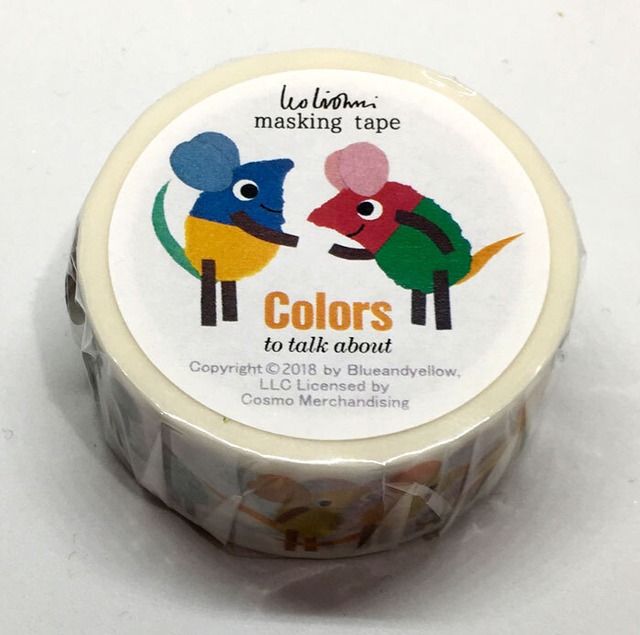 leo lionni
masking tape
Colors
to talk about
Copyright©2018 by Blueandyellow,
LLC Licensed by
Cosmo Merchandising